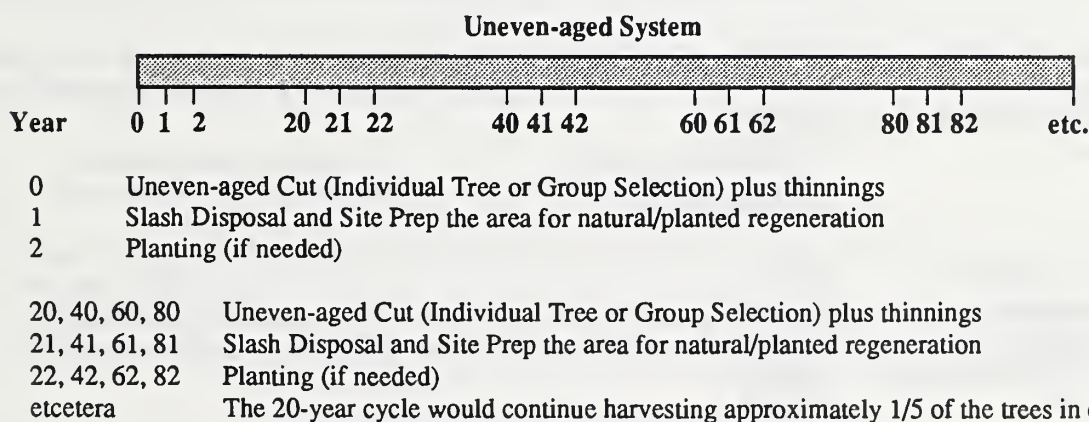 Uneven-aged System
Year 0 1 2 20 21 22 40 41 42 60 61 62 80 81 82 etc.
0 Uneven-aged Cut (Individual Tree or Group Selection) plus thinnings
1 Slash Disposal and Site Prep the area for natural/planted regeneration
2 Planting (if needed)
20, 40, 60, 80 Uneven-aged Cut (Individual Tree or Group Selection) plus thinnings
21, 41, 61, 81 Slash Disposal and Site Prep the area for natural/planted regeneration
22, 42, 62, 82 Planting (if needed)
etcetera The 20-year cycle would continue harvesting approximately 1/5 of the trees in